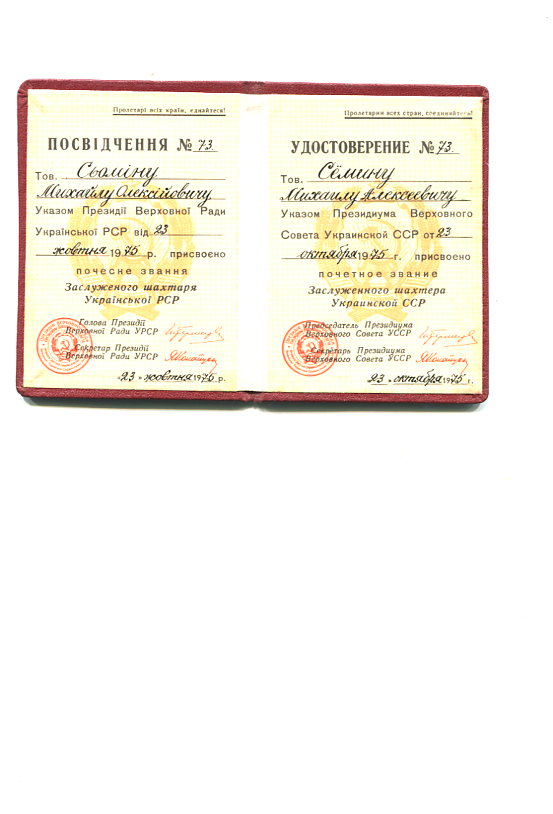 Пролетарі всіх країн, єднайтеся!
ПОСВІДЧЕННЯ № 73
Тов. Сьоміну
Михайлу Олексійовичу
Указом Президії Верховної Ради
Української РСР від 23
жовтня 1975 р. присвоєно
почесне звання
Заслуженого шахтаря
Української РСР
Голова Президії
Верховної Ради УРСР
Секретар Президії
Верховної Ради УРСР
23 » жовтня 1975 р.
Пролетарии всех стран, соединяйтесь!
УДОСТОВЕРЕНИЕ № 73
Тов. Сёмину
Михаилу Алексеевичу
Указом Президиума Верховного
Совета Украинской ССР от 23
октября 1975 г. присвоено
почетное звание
Заслуженного шахтера
Украинской ССР
Председатель Президиума
Верховного Совета УССР
Секретарь Президиума
Верховного Совета УССР
23 » октября 1975 г.